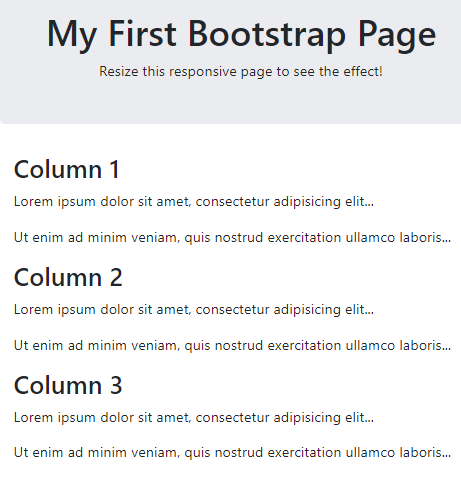 My First Bootstrap Page
Resize this responsive page to see the effect!
Column 1
Lorem ipsum dolor sit amet, consectetur adipisicing elit...
Ut enim ad minim veniam, quis nostrud exercitation ullamco laboris...
Column 2
Lorem ipsum dolor sit amet, consectetur adipisicing elit...
Ut enim ad minim veniam, quis nostrud exercitation ullamco laboris...
Column 3
Lorem ipsum dolor sit amet, consectetur adipisicing elit...
Ut enim ad minim veniam, quis nostrud exercitation ullamco laboris...